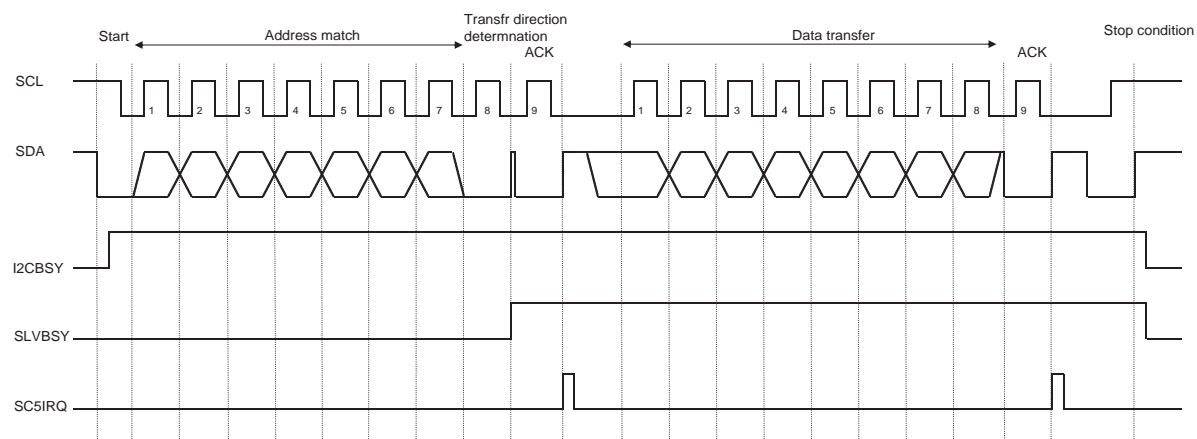 Transfr direction
determnation
Start
Address match
ACK
Data transfer
ACK
Stop condition
SCL
1 2 3 4 5 6 7 8 9 1 2 3 4 5 6 7 8 9
SDA
I2CBSY
SLVBSY
SC5IRQ